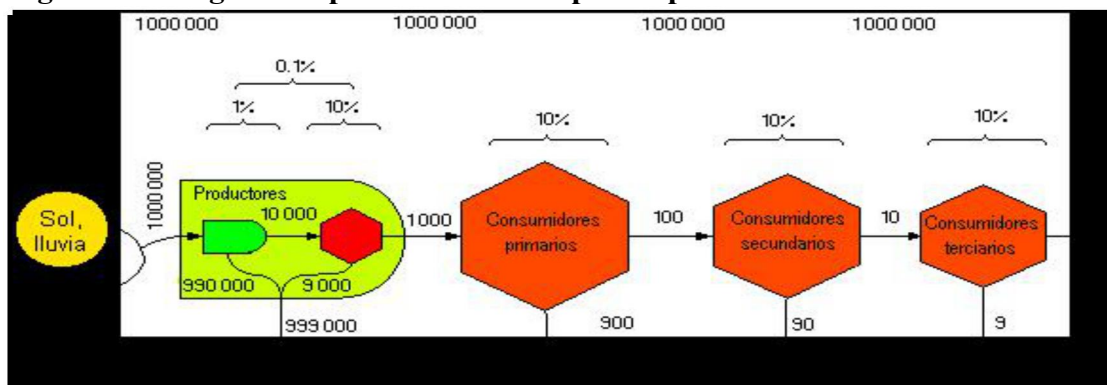 1000 000 1000 000 1000 000 1000 000
0.1%
1% 10% 10% 10% 10%
1000 000
Sol,
lluvia
Productores
10 000
1 000
Consumidores
primarios
100
Consumidores
secundarios
10
Consumidores
terciarios
990 000 9 000
999 000 900 90 9